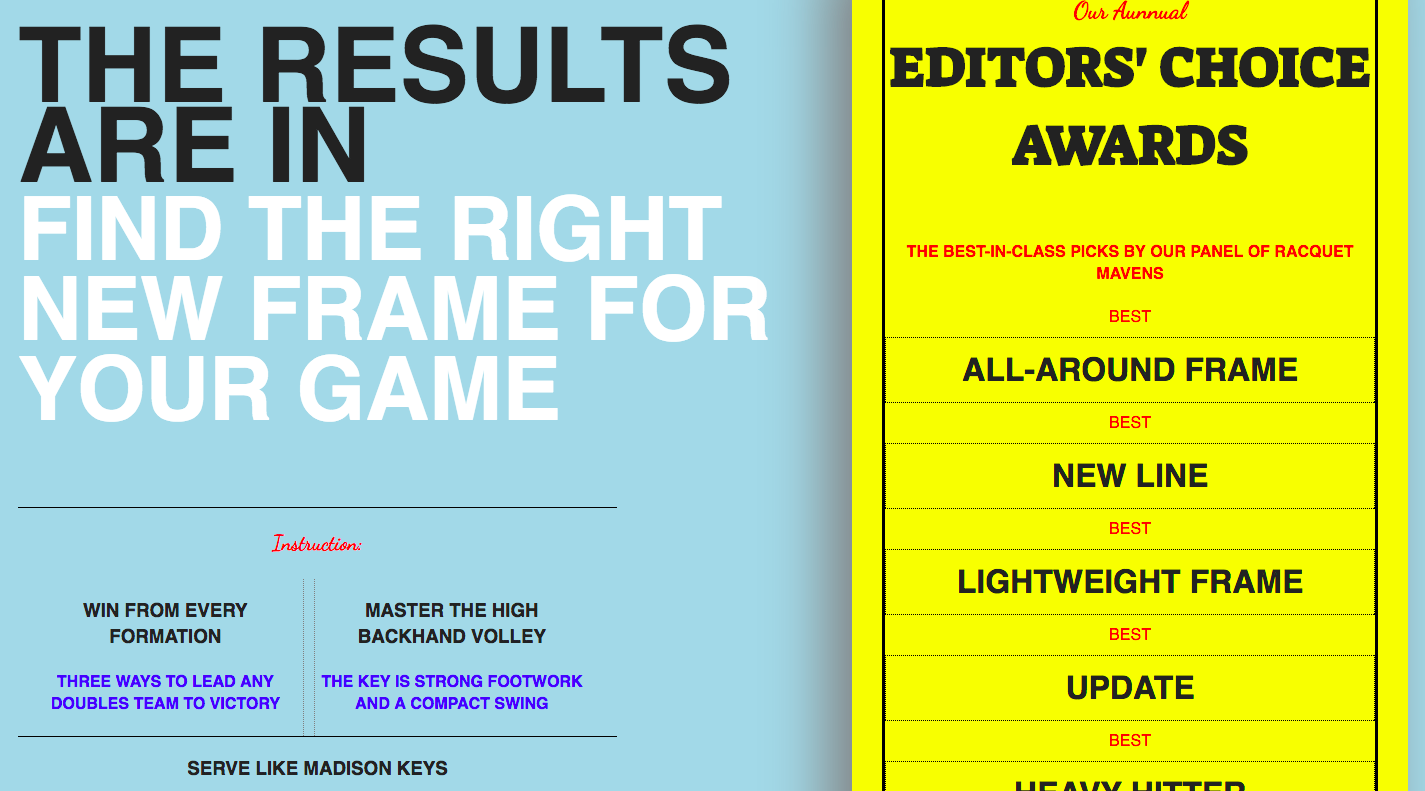 THE RESULTS
ARE IN
FIND THE RIGHT
NEW FRAME FOR
YOUR GAME
Instruction:
WIN FROM EVERY
FORMATION
THREE WAYS TO LEAD ANY
DOUBLES TEAM TO VICTORY
MASTER THE HIGH
BACKHAND VOLLEY
THE KEY IS STRONG FOOTWORK
AND A COMPACT SWING
SERVE LIKE MADISON KEYS
Our Aunnual
EDITORS' CHOICE
AWARDS
THE BEST-IN-CLASS PICKS BY OUR PANEL OF RACQUET
MAVENS
BEST
ALL-AROUND FRAME
BEST
NEW LINE
BEST
LIGHTWEIGHT FRAME
BEST
UPDATE
BEST
HEAVY HITTER